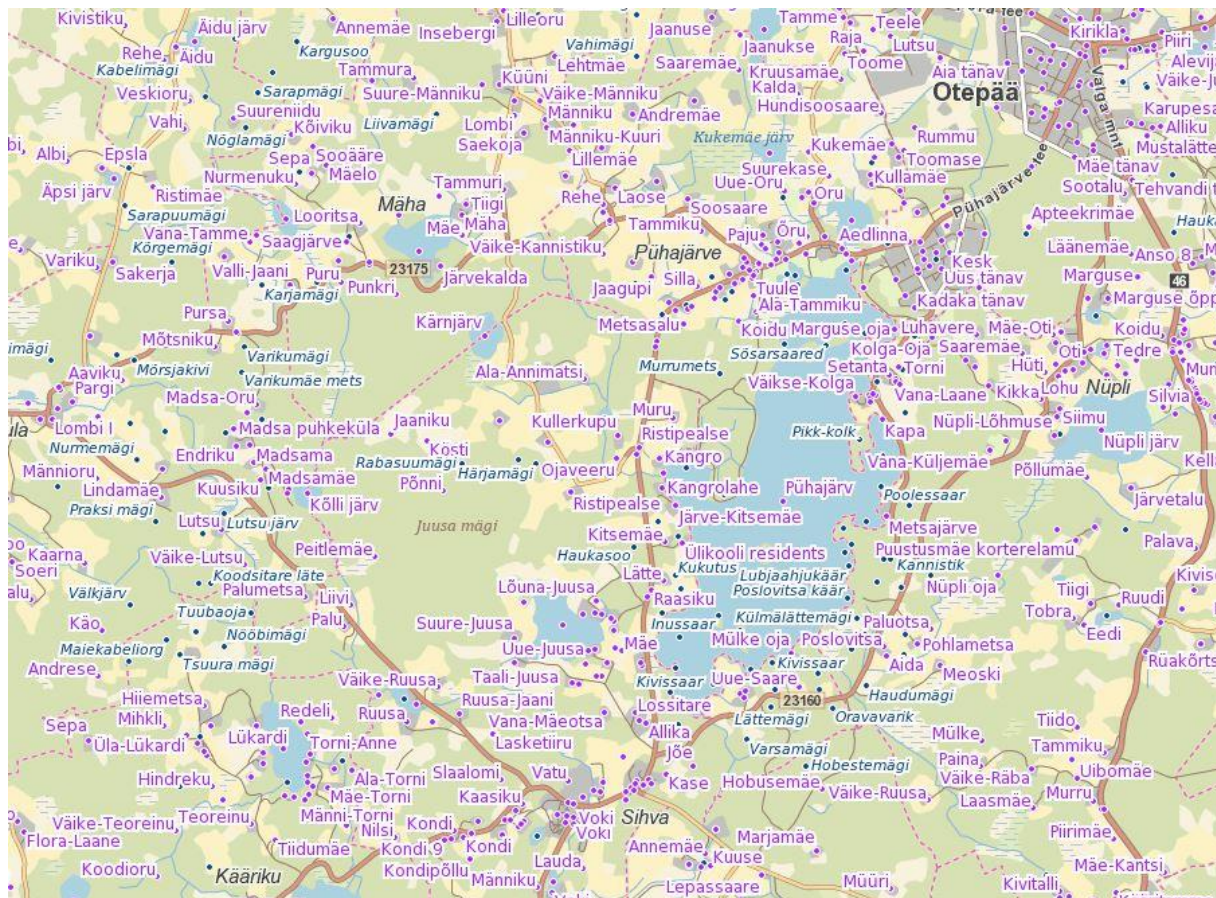 Kivistiku
Äidu järv
Annemäe
Insebergi
Lilleoru
Jaanuse
Tamme
Teele
Kirikla
Piiri
Rehe
Äidu
Kargusoo
Vahimägi
Jaanukse
Raja
Lutsu
Kabelimägi
Tammura
Lehtmäe
Saaremäe
Toome
Veskioru
Sarapmägi
Suure-Männiku
Küüni
Väike-Männiku
Kruusamäe
Kalda
Aia tänav
Valga mnt
Otepää
Suureniidu
Liivamägi
Lombi
Männiku
Andremäe
Hundisoosaare
Vahi
Nõglamägi
Kõiviku
Saekoja
Männiku-Kuuri
Kukemäe järv
Rummu
Alliku
Albi
Epsla
Sepa
Sooääre
Lillemäe
Kukemäe
Toomase
Mäe tänav
Äpsi järv
Nurmenuku
Mäelo
Suurekase
Kullamäe
Pühajärve tee
Sootalu
Ristimäe
Tammuri
Rehe
Laose
Uue-Oru
Oru
Sarapuumägi
Looritsa
Mäha
Tiigi
Soosaare
Apteekrimäe
Vana-Tamme
Mäe
Mäha
Tammiku
Paju
Oru
Aedlinna
Kõrgemägi
Saagjärve
Väike-Kannistiku
Pühajärve
Läänemäe
Anso 8
Variku
Sakerja
Valli-Jaani
Puru
23175
Järvekalda
Silla
Kesk
Uus tänav
Marguse
46
Karjamägi
Punkri
Jaagupi
Tuule
Ala-Tammiku
Kadaka tänav
Pursa
Kärnjärv
Metsasalu
Koidu
Marguse oja
Luhavere
Mäe-Oti
Koidu
Mõtsniku
Varikumägi
Sõsarsaared
Kolga-Oja
Saaremäe
Oti
Tedre
Mõrsjakivi
Murrumets
Setanta
Torni
Hüti
Aaviku
Varikumäe mets
Ala-Annimatsi
Väikse-Kolga
Kikka
Lohu
Nüpli
Pargi
Madsa-Oru
Muru
Vana-Laane
Silvia
Lombi I
Madsa puhkeküla
Jaaniku
Kullerkupu
Ristipealse
Pikk-kolk
Kapa
Nüpli-Lõhmuse
Siimu
Nüpli järv
Nurmemägi
Endriku
Madsama
Kösti
Kangro
Vana-Küljemäe
Männioru
Rabasuumägi
Härjamägi
Ojaveeru
Põllumäe
Lindamäe
Kuusiku
Madsamäe
Põnni
Kangrolahe
Pühajärv
Poolessaar
Järvetalu
Praksi mägi
Kõlli järv
Ristipealse
Järve-Kitsemäe
Lutsu
Lutsu järv
Juusa mägi
Kitsemäe
Metsajärve
Palava
Kaarna
Väike-Lutsu
Peitlemäe
Haukasoo
Ülikooli residents
Puustusmäe korterelamu
Soeri
Koodsitare läte
Kukutus
Kannistik
Välkjärv
Palumetsa
Lõuna-Juusa
Lätte
Lubjaahjukäär
Nüpli oja
Tiigi
Tuubaoja
Liivi
Raasiku
Poslovitsa käär
Tobra
Ruudi
Käo
Nööbimägi
Palu
Suure-Juusa
Inussaar
Külmälättemägi
Paluotsa
Eedi
Maiekabeliorg
Uue-Juusa
Mäe
Mülke oja
Poslovitsa
Pohlametsa
Andrese
Tsuura mägi
Taali-Juusa
Kivissaar
Kivissaar
Aida
Meoski
Väike-Ruusa
Uue-Saare
Haudumägi
Hiiemetsa
Ruusa-Jaani
Lossitare
23160
Mihkli
Redeli
Ruusa
Vana-Mäeotsa
Lättemägi
Oravavarik
Sepa
Üla-Lükardi
Lükardi
Torni-Anne
Lasketiiru
Allika
Varsamägi
Mülke
Tiido
Jõe
Hobestemägi
Paina
Tammiku
Hindreku
Ala-Torni
Slaalomi
Vatu
Kase
Hobusemäe
Väike-Räba
Uibomäe
Mäe-Torni
Väike-Ruusa
Laasmäe
Murru
Kaasiku
Väike-Teoreinu
Teoreinu
Männi-Torni
Kondi
Voki
Sihva
Flora-Laane
Nilsi
Voki
Marjamäe
Piirimäe
Tiidumäe
Kondi 9
Kondi
Annemäe
Koodioru
Kääriku
Kondipõllu
Lauda
Kuuse
Mäe-Kantsi
Männiku
Lepassaare
Müüri
Kivitalli